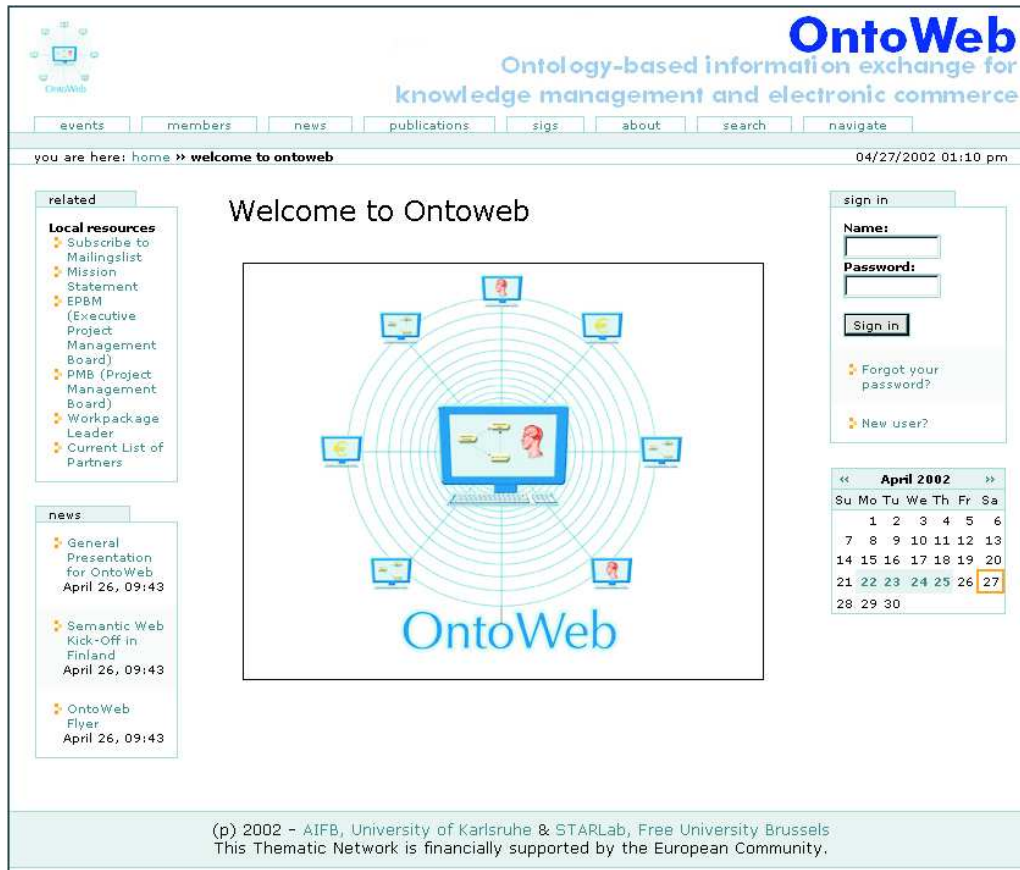 OntoWeb
OntoWeb
Ontology-based information exchange for
knowledge management and electronic commerce
events members news publications sigs about search navigate
you are here: home » welcome to ontoweb 04/27/2002 01:10 pm
related
Local resources
Subscribe to
Mailingslist
Mission
Statement
EPBM
(Executive
Project
Management
Board)
PMB (Project
Management
Board)
Workpackage
Leader
Current List of
Partners
news
General
Presentation
for OntoWeb
April 26, 09:43
Semantic Web
Kick-Off in
Finland
April 26, 09:43
OntoWeb
Flyer
April 26, 09:43
Welcome to Ontoweb
OntoWeb
sign in
Name:
Password:
Sign in
Forgot your
password?
New user?
« April 2002 »
Su Mo Tu We Th Fr Sa
1 2 3 4 5 6
7 8 9 10 11 12 13
14 15 16 17 18 19 20
21 22 23 24 25 26 27
28 29 30
(p) 2002 - AIFB, University of Karlsruhe & STARLab, Free University Brussels
This Thematic Network is financially supported by the European Community.